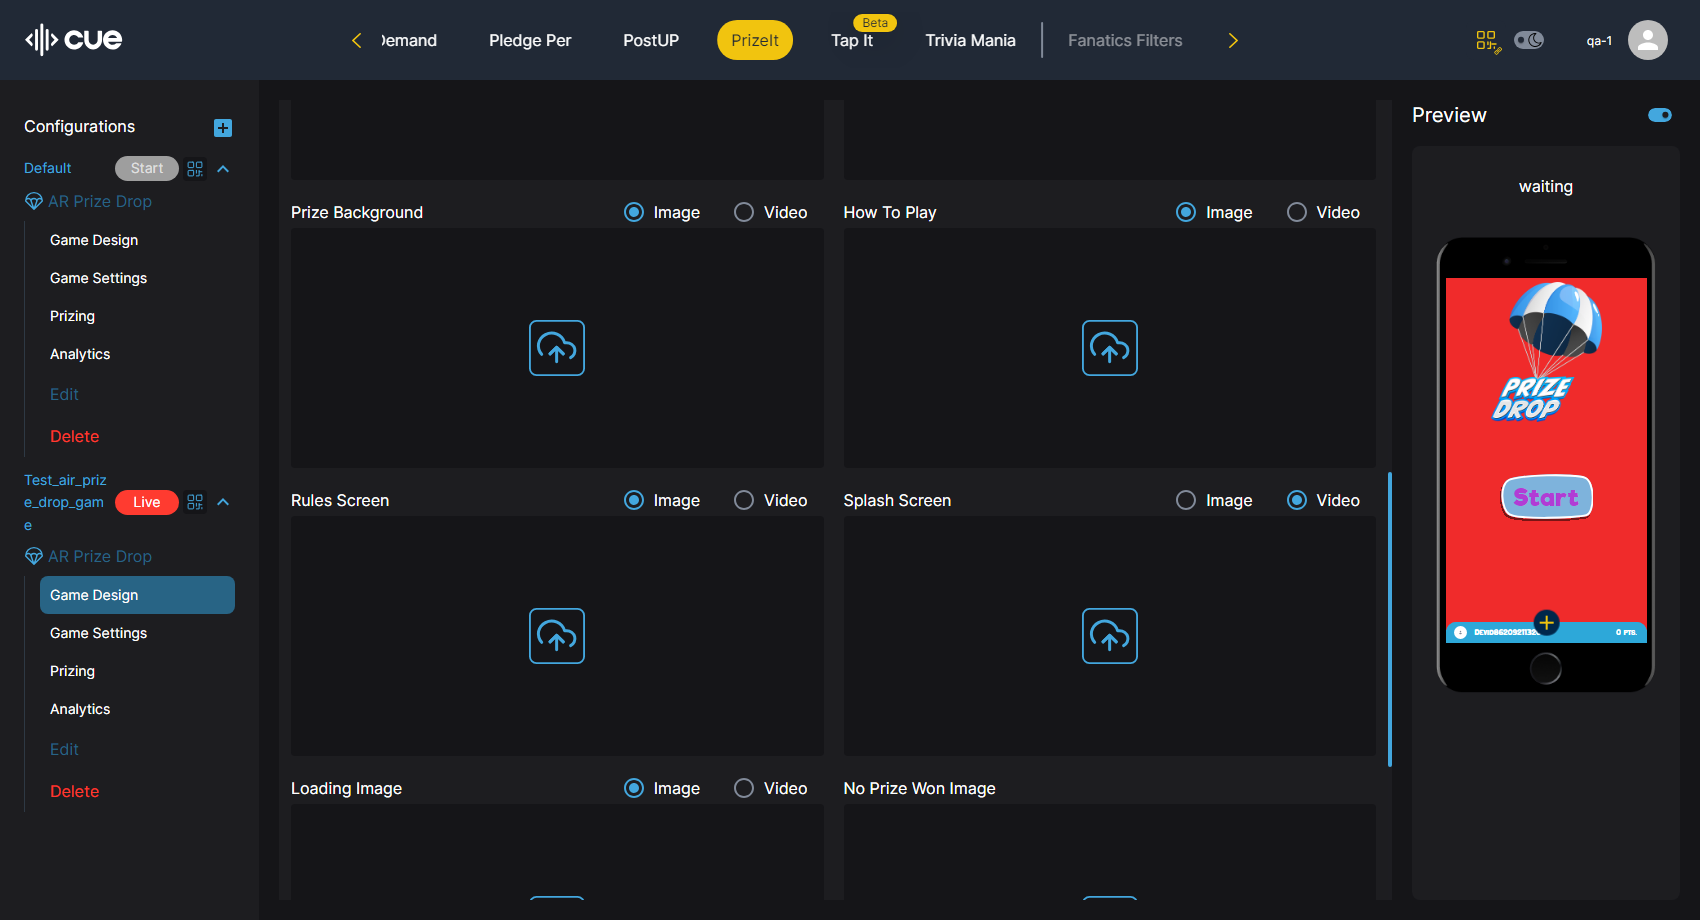 cue
Demand
Pledge Per
PostUP
PrizeIt
Beta
Tap It
Trivia Mania
Fanatics Filters
qa-1
Configurations
Default
Start
AR Prize Drop
Game Design
Game Settings
Prizing
Analytics
Edit
Delete
Test_air_priz
e_drop_gam
e
Live
AR Prize Drop
Game Design
Game Settings
Prizing
Analytics
Edit
Delete
Prize Background
Image
Video
How To Play
Image
Video
Rules Screen
Image
Video
Splash Screen
Image
Video
Loading Image
Image
Video
No Prize Won Image
Preview
waiting
PRIZE
DROP
Start
0 PTS.